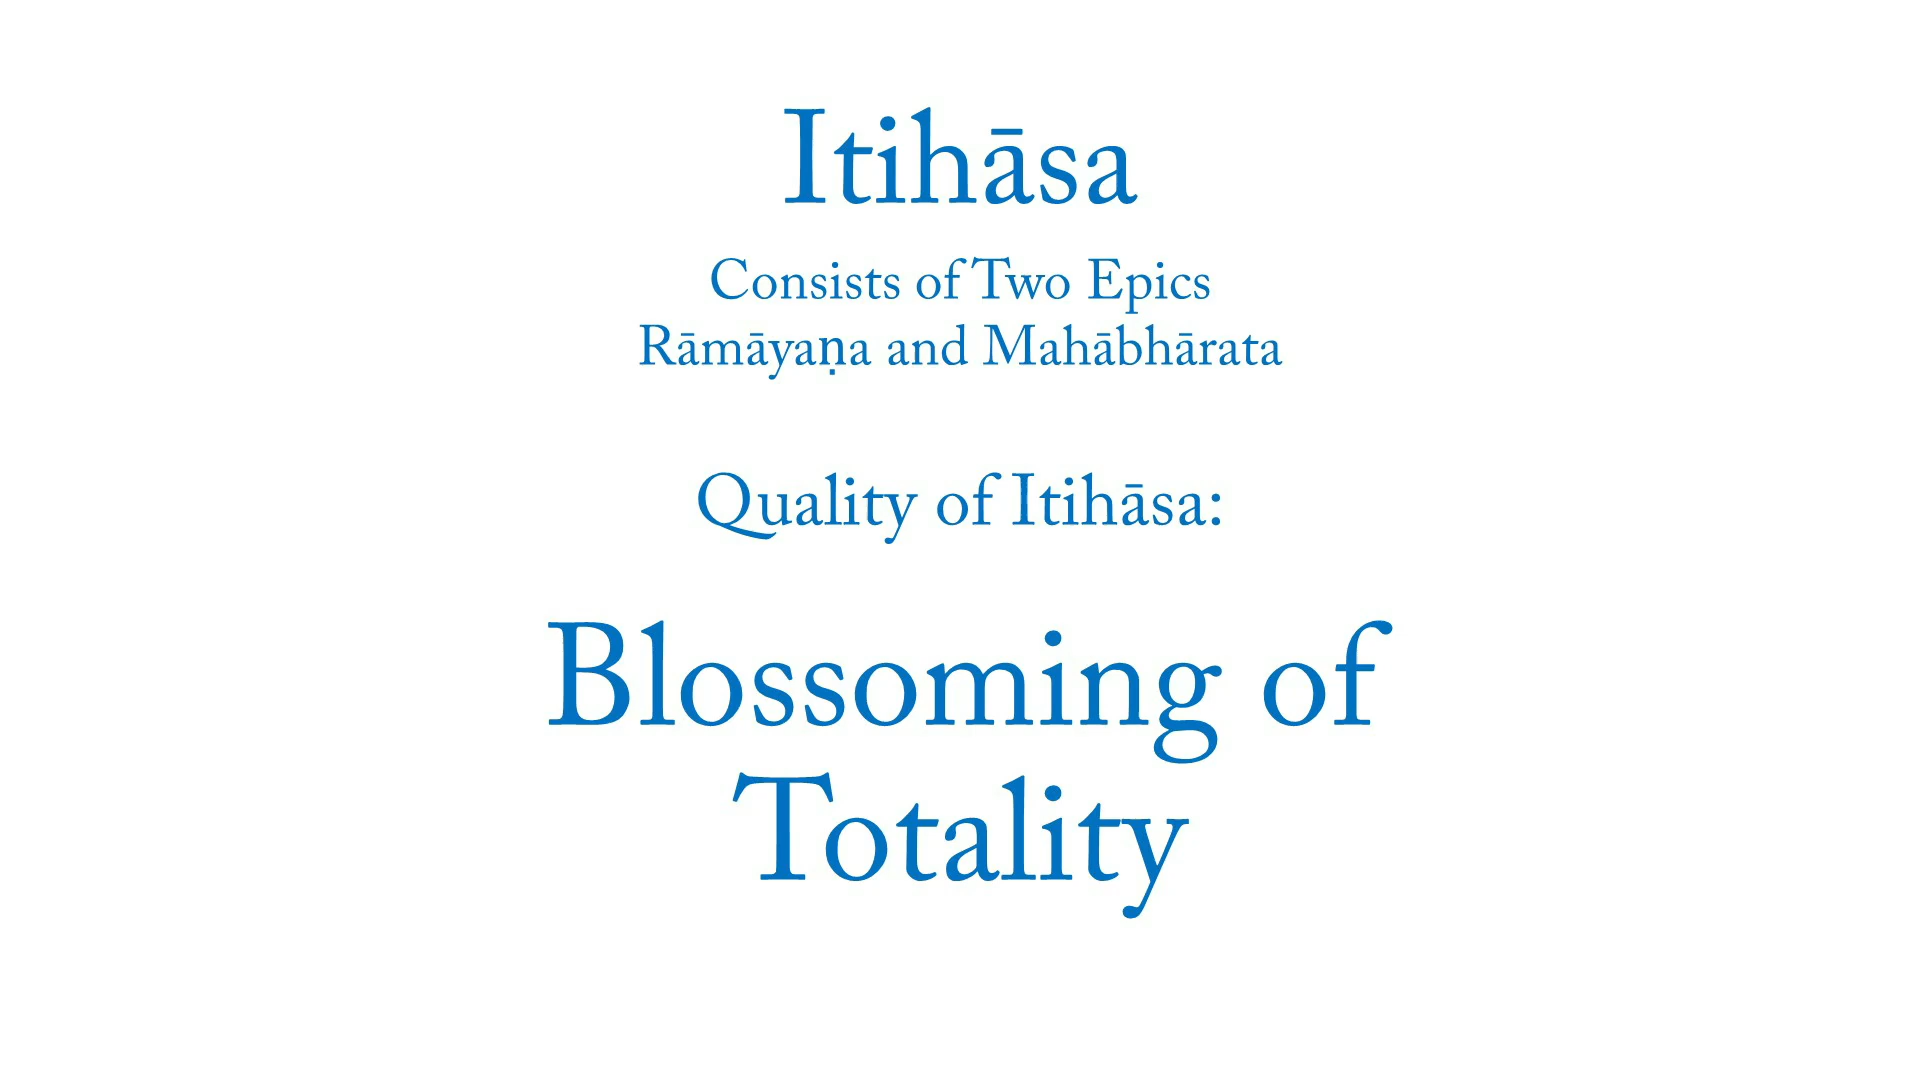 Itihāsa
Consists of Two Epics
Rāmāyaṇa and Mahābhārata
Quality of Itihāsa:
Blossoming of
Totality